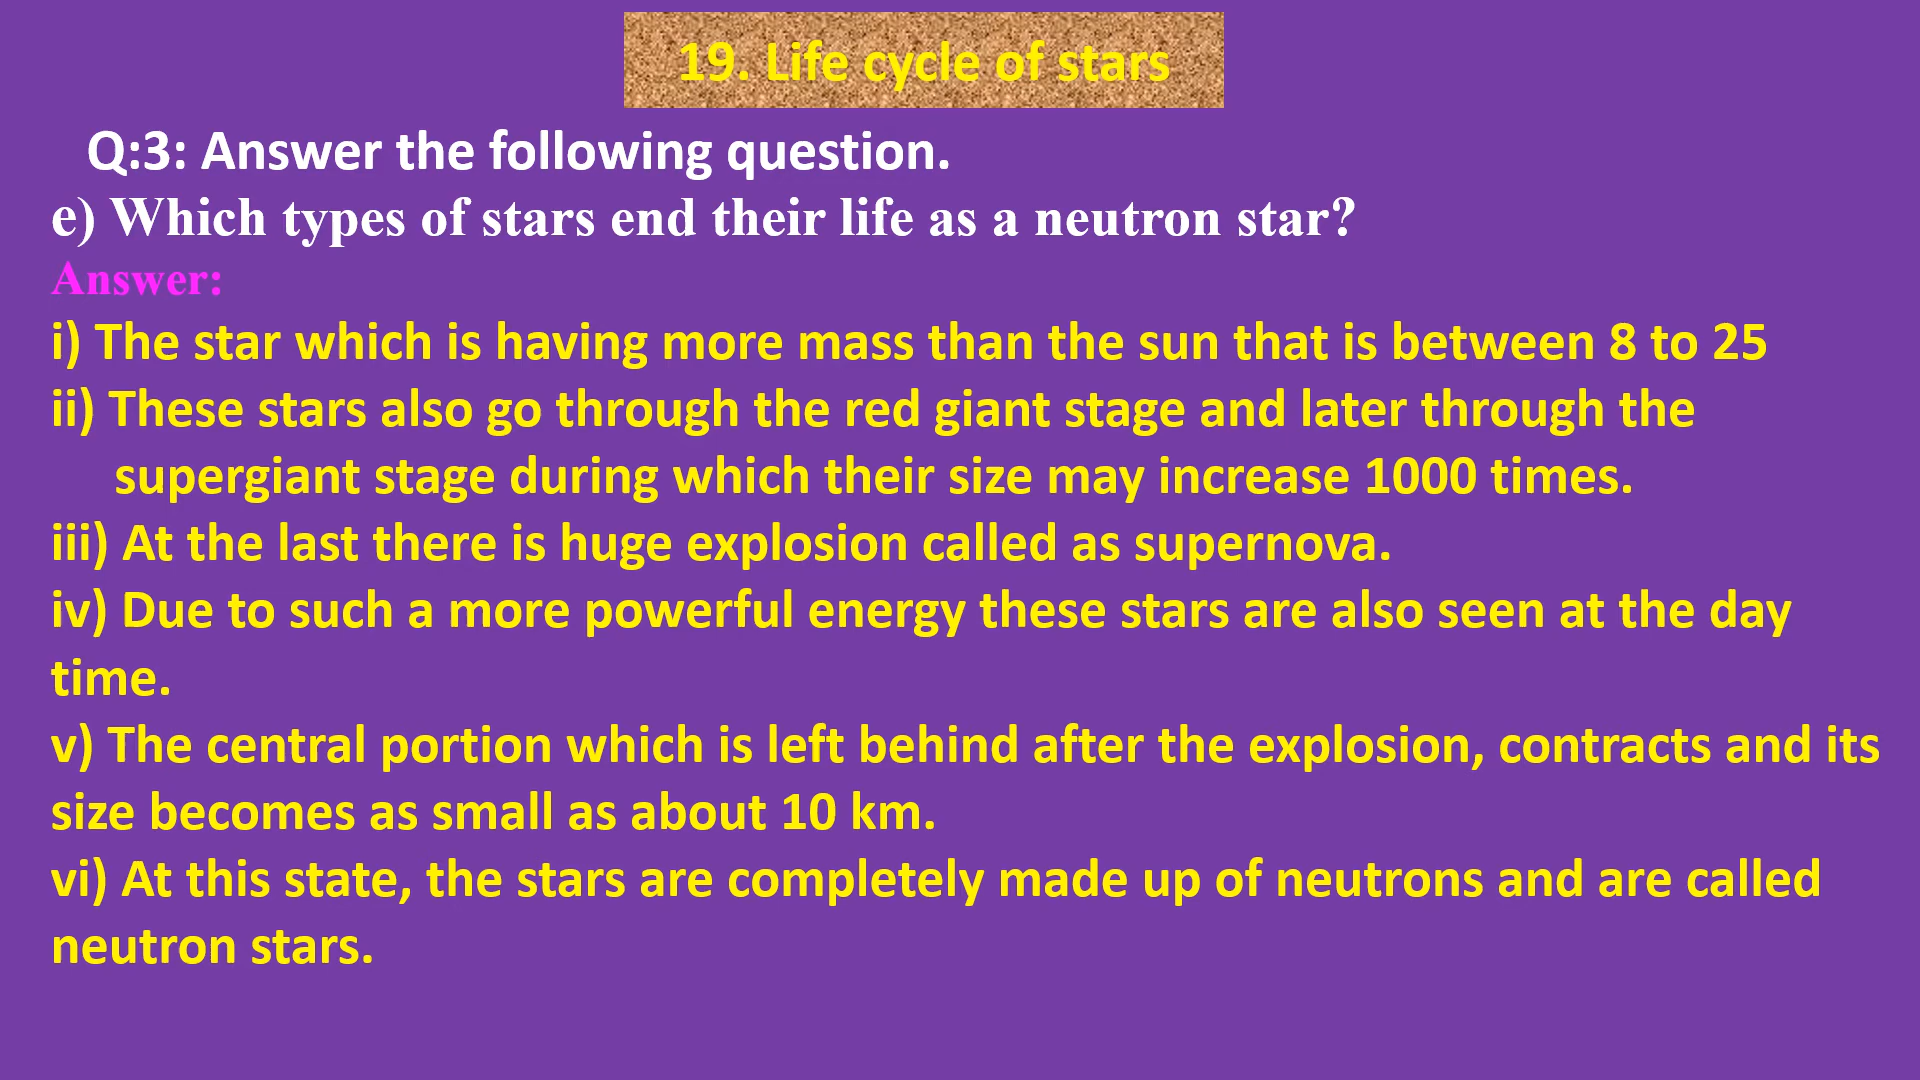 19. Life cycle of stars
Q:3: Answer the following question.
e) Which types of stars end their life as a neutron star?
Answer:
i) The star which is having more mass than the sun that is between 8 to 25
ii) These stars also go through the red giant stage and later through the
supergiant stage during which their size may increase 1000 times.
iii) At the last there is huge explosion called as supernova.
iv) Due to such a more powerful energy these stars are also seen at the day
time.
v) The central portion which is left behind after the explosion, contracts and its
size becomes as small as about 10 km.
vi) At this state, the stars are completely made up of neutrons and are called
neutron stars.